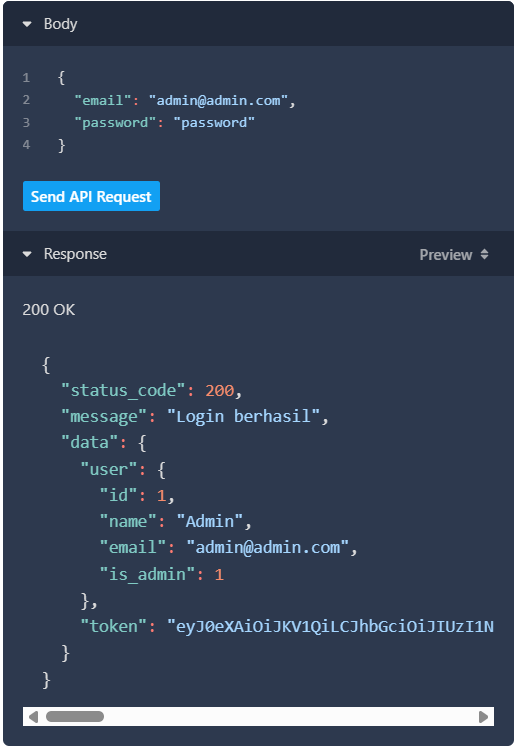 Body
1 {
2 "email": "admin@admin.com",
3 "password": "password"
4 }
Send API Request
Response Preview
200 OK
{
"status_code": 200,
"message": "Login berhasil",
"data": {
"user": {
"id": 1,
"name": "Admin",
"email": "admin@admin.com",
"is_admin": 1
},
"token": "eyJ0eXAiOiJKV1QiLCJhbGciOiJIUzI1N
}
}